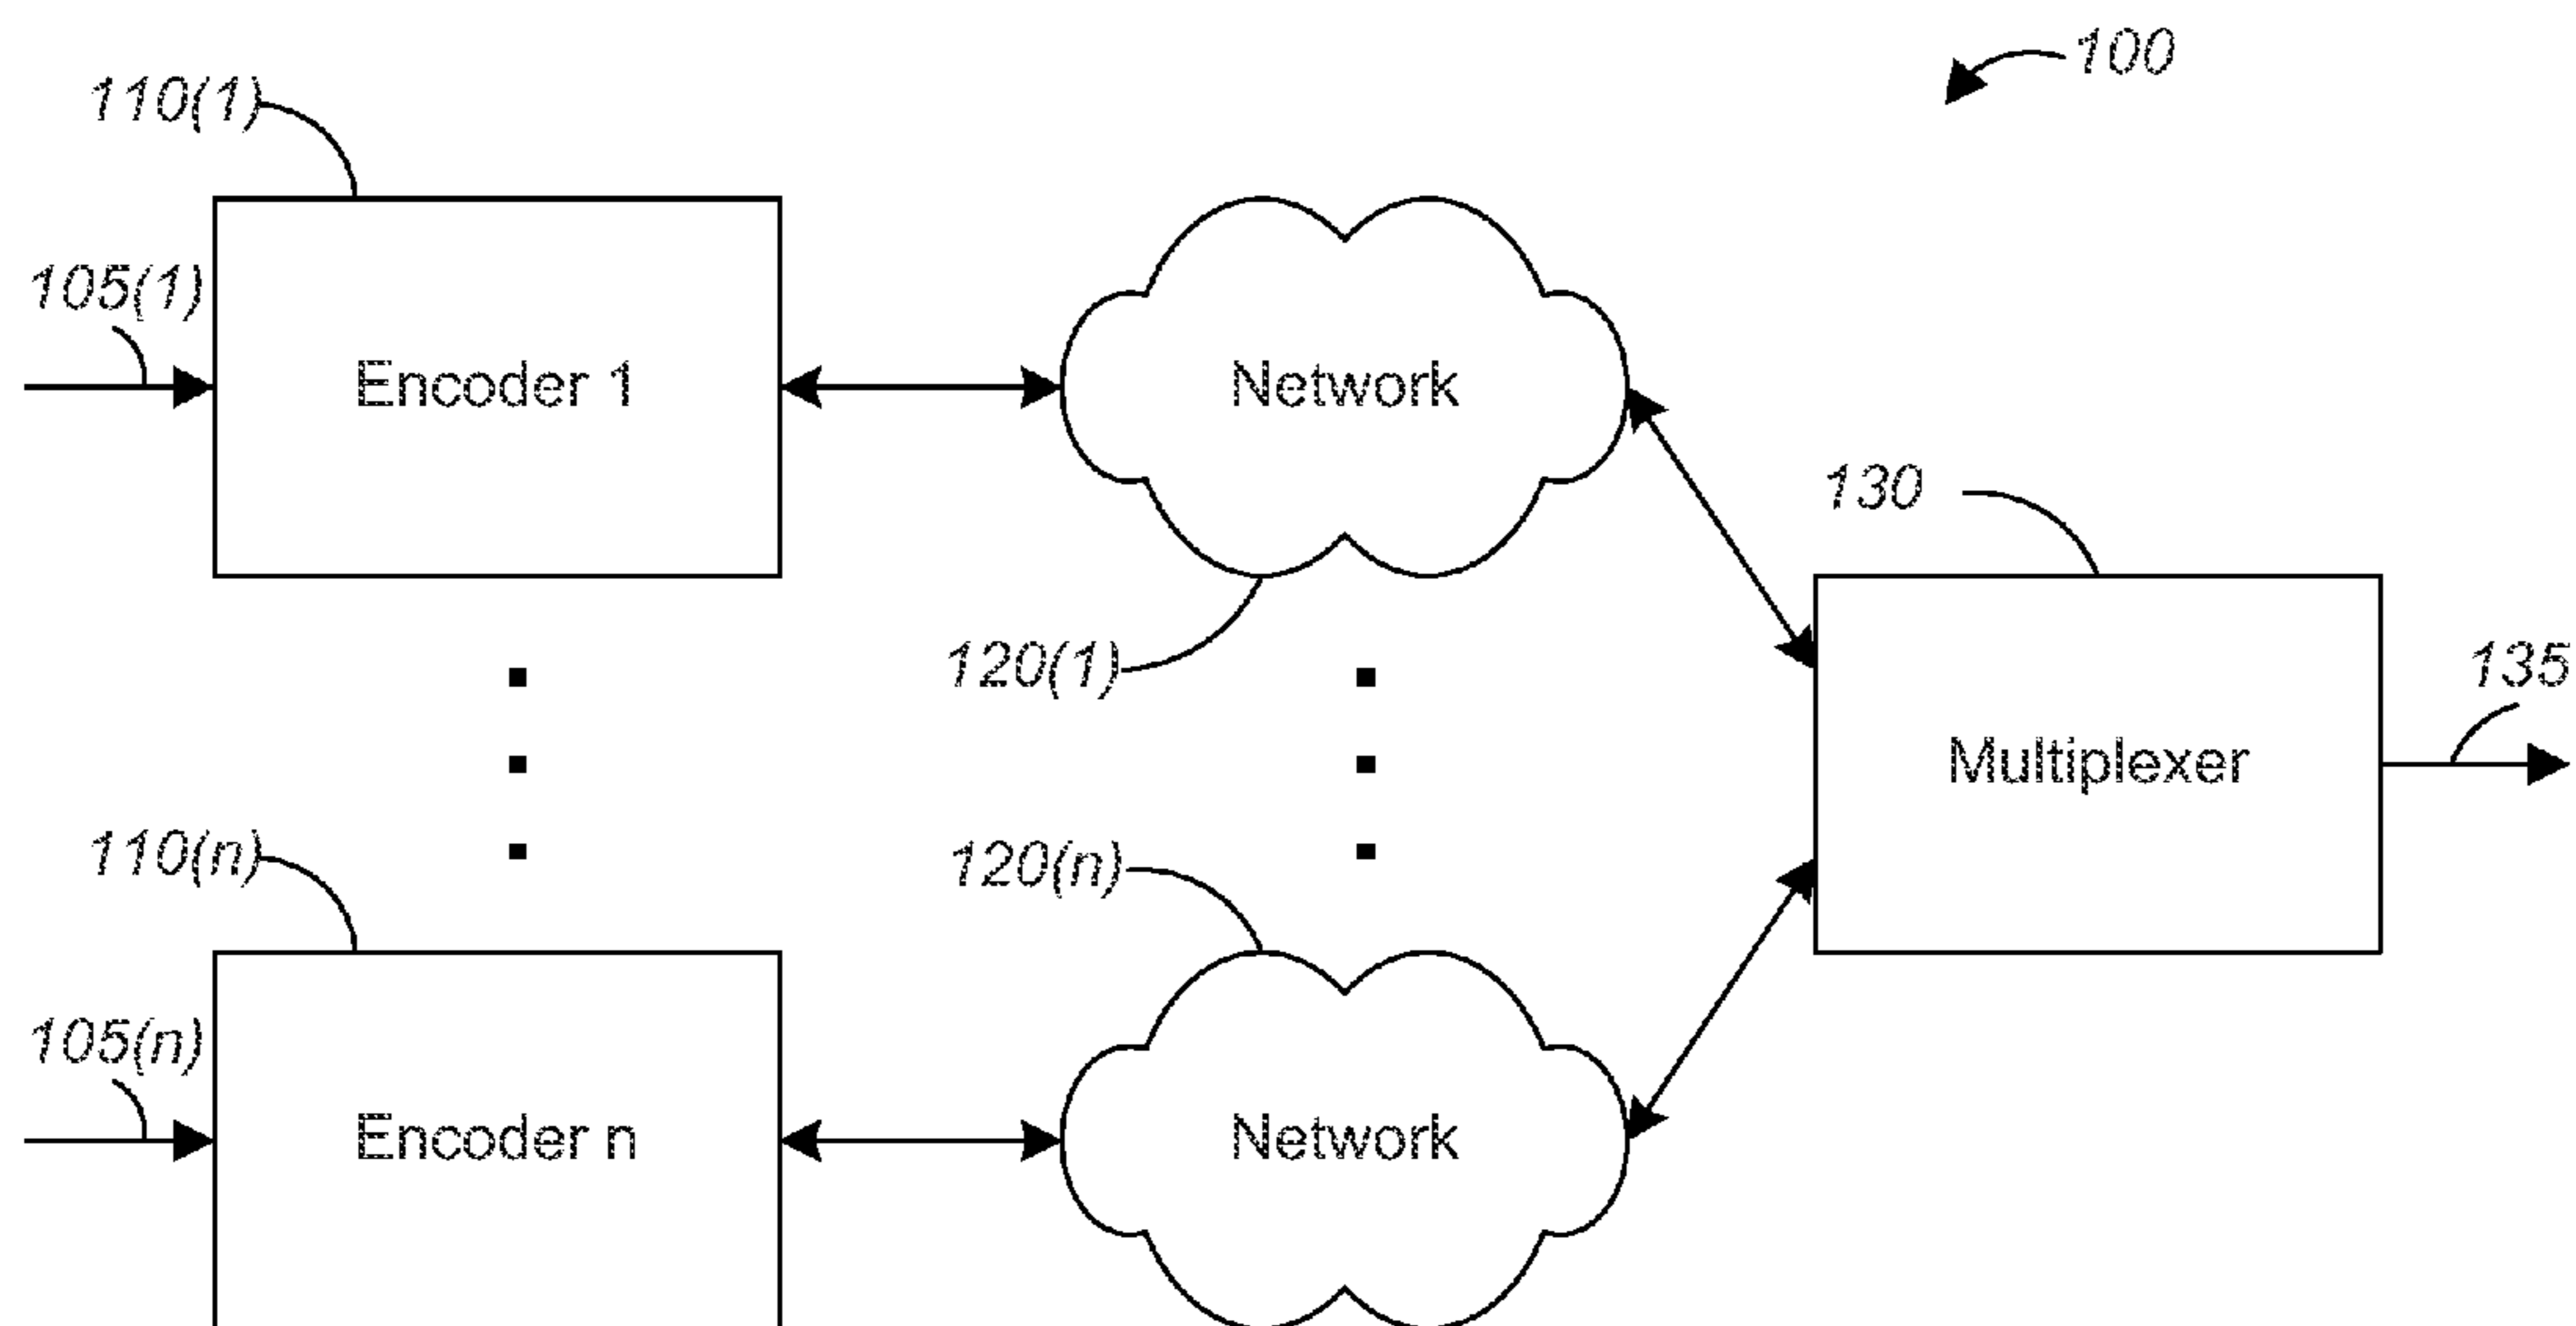 100
110(1)
105(1)
Encoder 1
Network
130
120(1)
135
Multiplexer
110(n)
120(n)
105(n)
Encoder n
Network